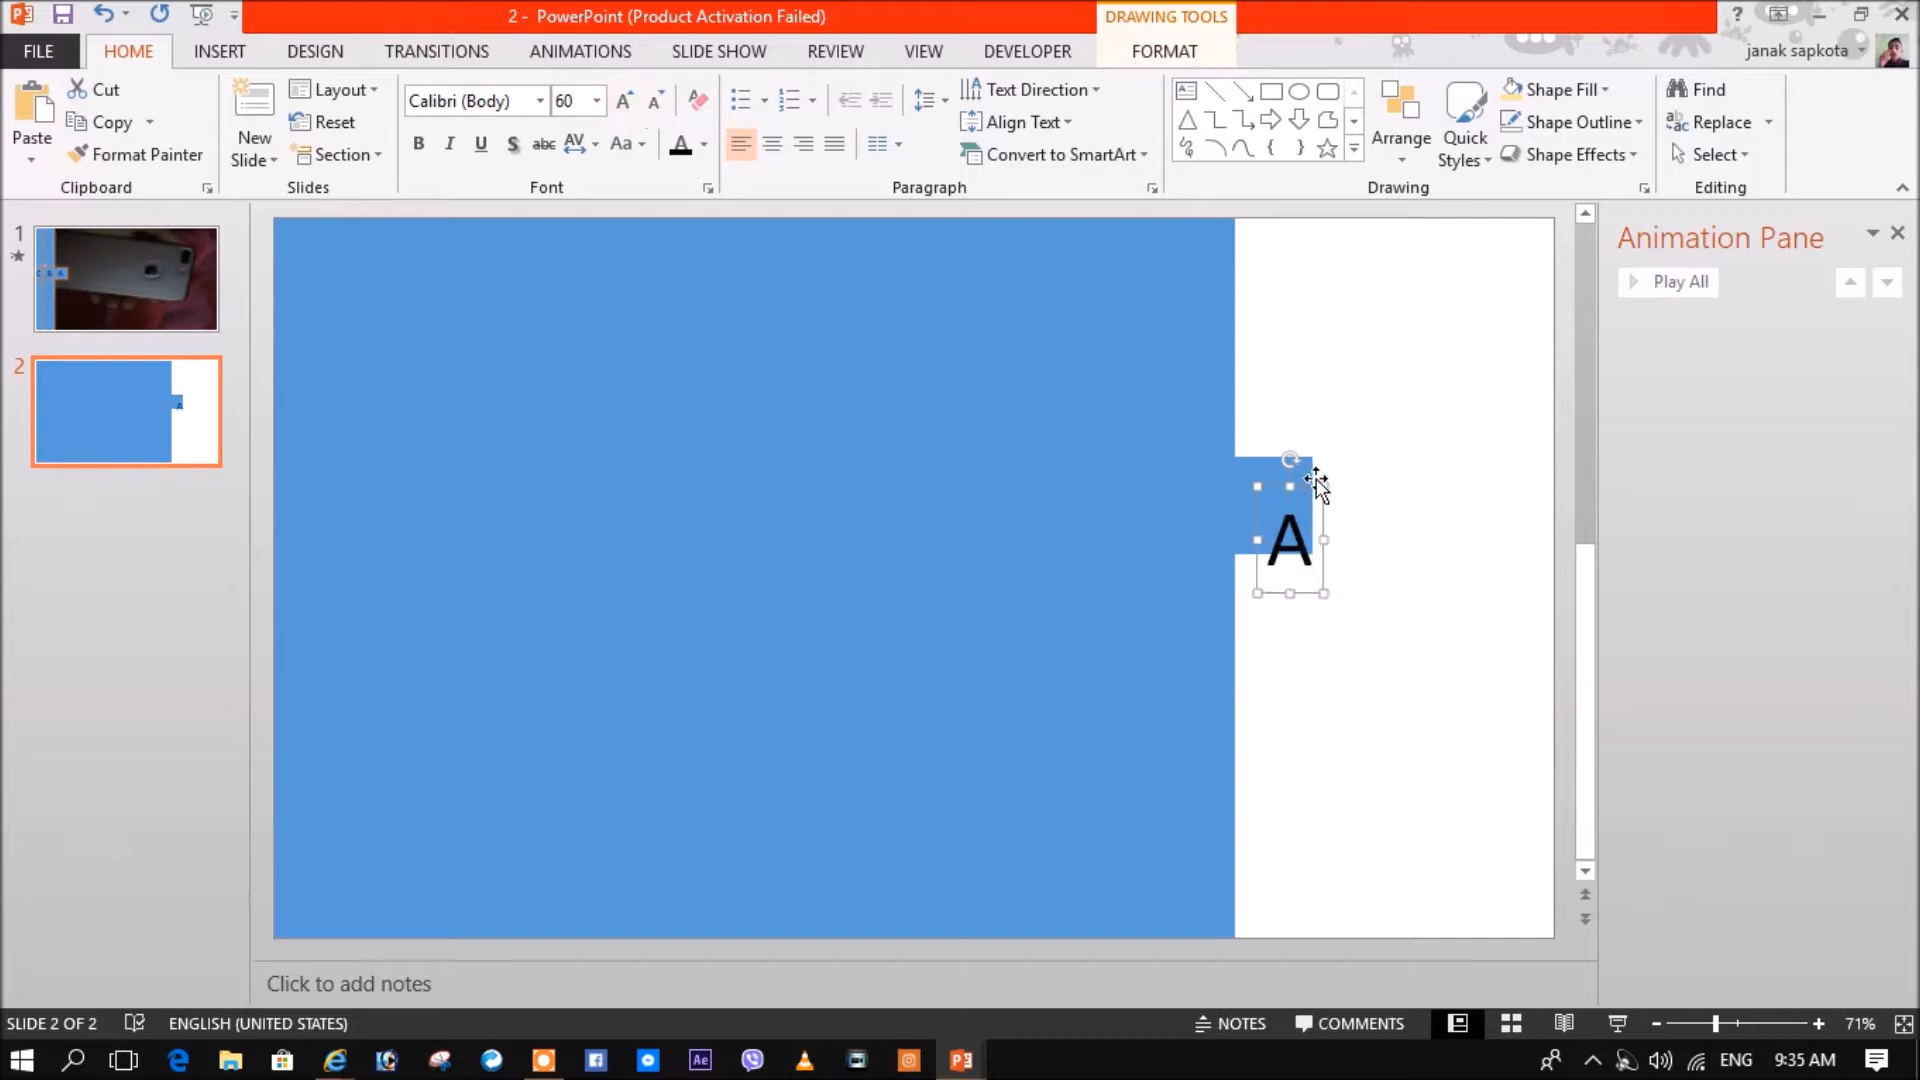 2 - PowerPoint (Product Activation Failed)
DRAWING TOOLS
FILE HOME INSERT DESIGN TRANSITIONS ANIMATIONS SLIDE SHOW REVIEW VIEW DEVELOPER FORMAT janak sapkota
Paste
Cut
Copy
Format Painter
Clipboard
New Slide
Layout
Reset
Section
Slides
Calibri (Body) 60
B I U S abc AV Aa A
Font
Text Direction
Align Text
Convert to SmartArt
Paragraph
Arrange
Quick Styles
Shape Fill
Shape Outline
Shape Effects
Drawing
Find
Replace
Select
Editing
1
C B A
2
A
A
Animation Pane
Play All
Click to add notes
SLIDE 2 OF 2 ENGLISH (UNITED STATES) NOTES COMMENTS 71%
Ae ENG 9:35 AM